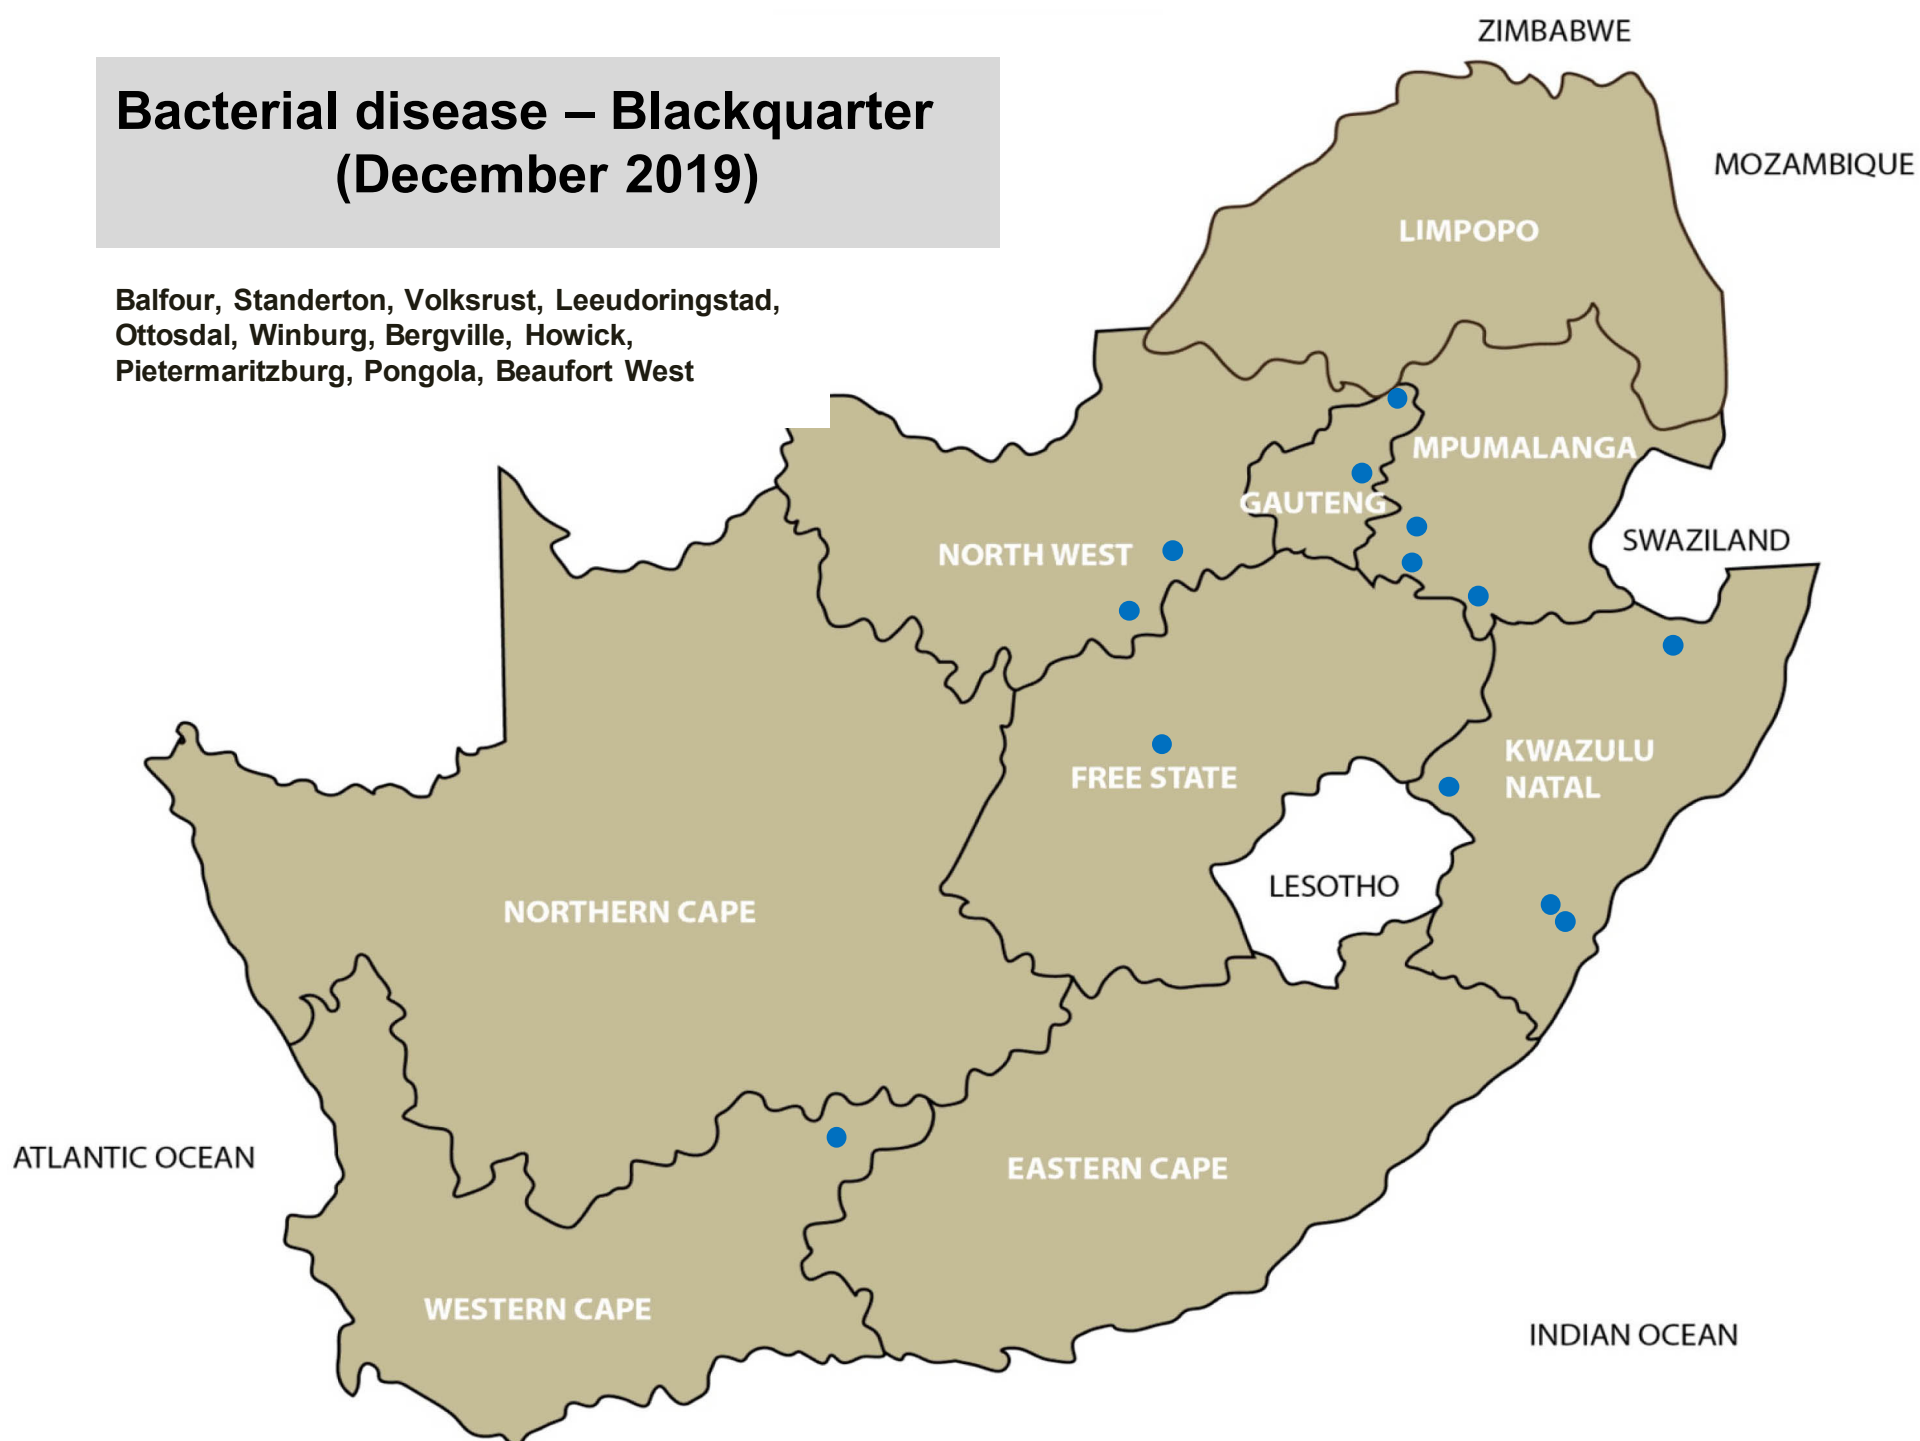 Bacterial disease – Blackquarter
(December 2019)
Balfour, Standerton, Volksrust, Leeudoringstad,
Ottosdal, Winburg, Bergville, Howick,
Pietermaritzburg, Pongola, Beaufort West
ZIMBABWE
MOZAMBIQUE
LIMPOPO
MPUMALANGA
GAUTENG
SWAZILAND
NORTH WEST
KWAZULU
NATAL
FREE STATE
LESOTHO
NORTHERN CAPE
ATLANTIC OCEAN
EASTERN CAPE
WESTERN CAPE
INDIAN OCEAN